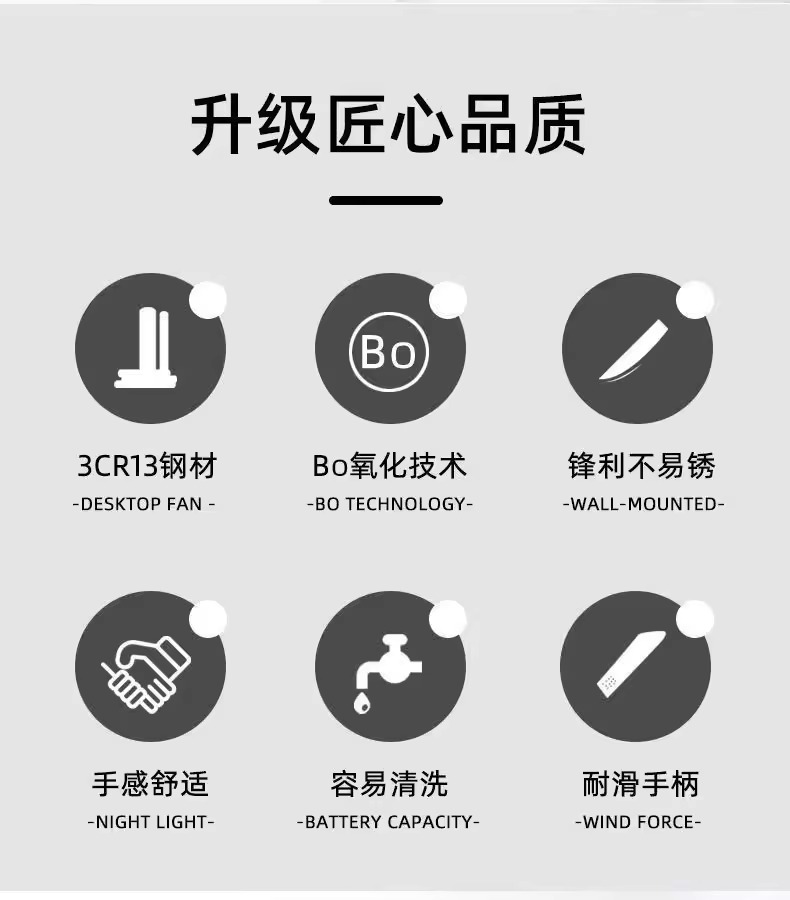 升级匠心品质
Bo
3CR13钢材
Bo氧化技术
锋利不易锈
-DESKTOP FAN -
-BO TECHNOLOGY-
-WALL-MOUNTED-
手感舒适
容易清洗
耐滑手柄
-NIGHT LIGHT-
-BATTERY CAPACITY-
-WIND FORCE-